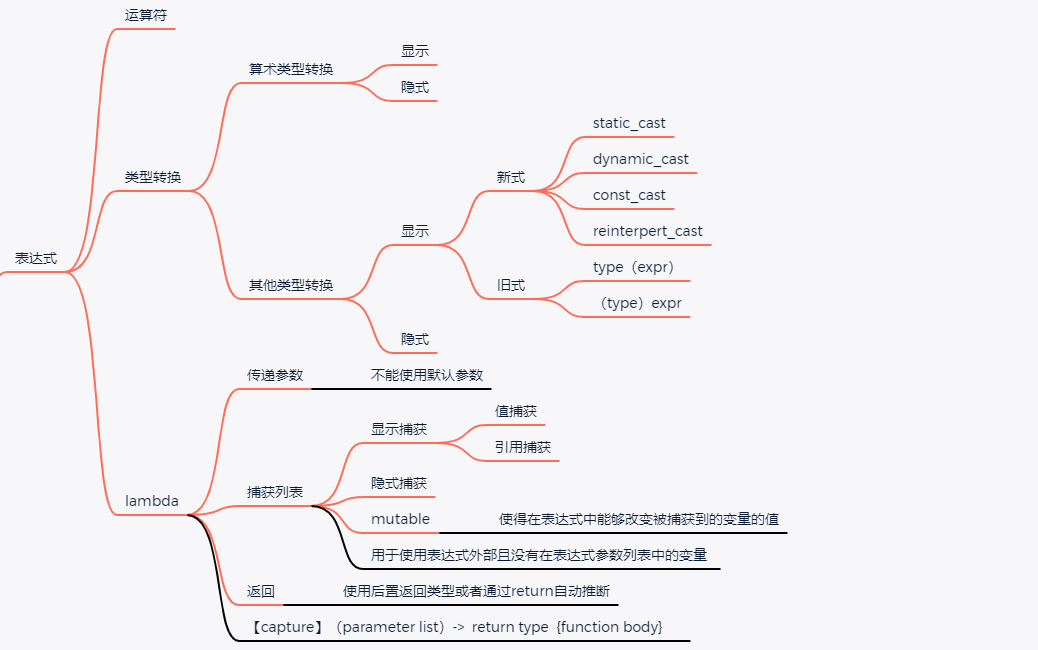 运算符
显示
算术类型转换
隐式
static_cast
dynamic_cast
类型转换
新式
const_cast
显示
reinterpert_cast
表达式
type（expr）
其他类型转换
旧式
（type）expr
隐式
传递参数
不能使用默认参数
值捕获
显示捕获
引用捕获
隐式捕获
捕获列表
lambda
mutable
使得在表达式中能够改变被捕获到的变量的值
用于使用表达式外部且没有在表达式参数列表中的变量
返回
使用后置返回类型或者通过return自动推断
【capture】（parameter list）-> return type {function body}